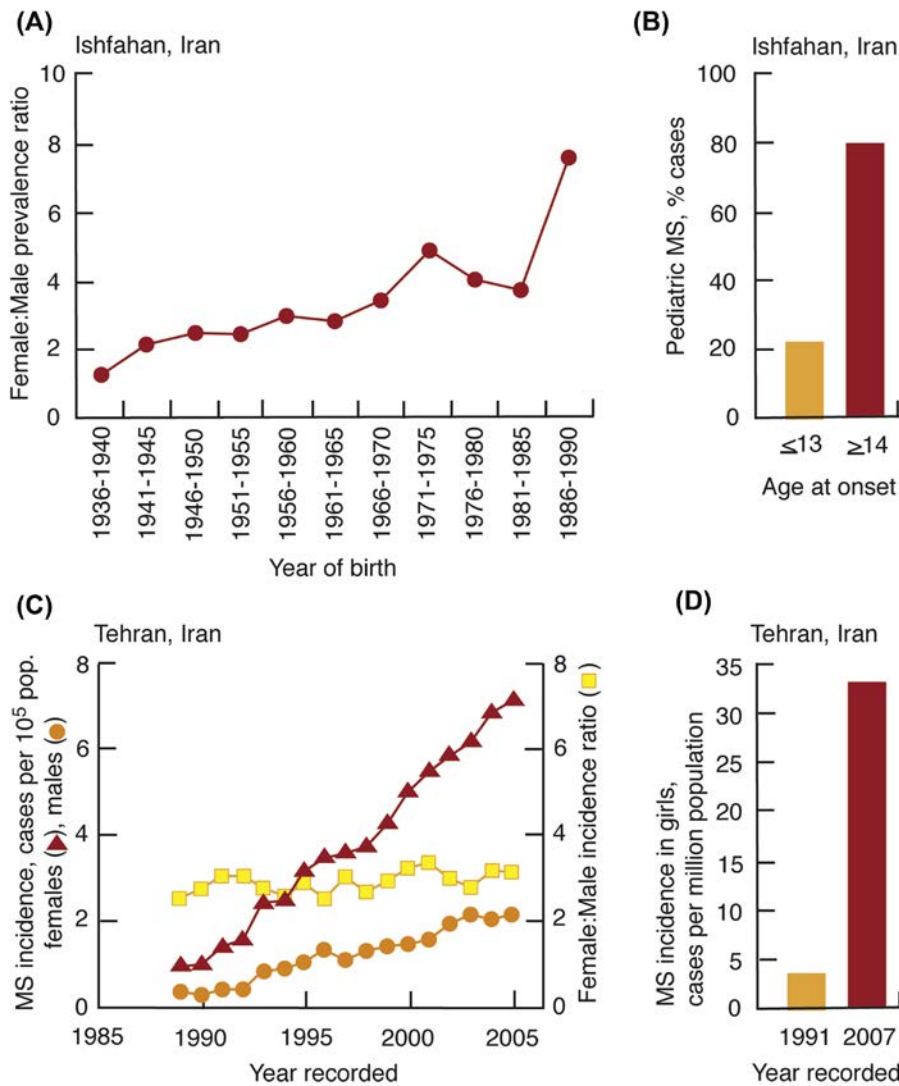 (A)
Ishfahan, Iran
Female:Male prevalence ratio
10
8
6
4
2
0
1936-1940
1941-1945
1946-1950
1951-1955
1956-1960
1961-1965
1966-1970
1971-1975
1976-1980
1981-1985
1986-1990
Year of birth
(B)
Ishfahan, Iran
Pediatric MS, % cases
100
80
60
40
20
0
≤13 ≥14
Age at onset
(C)
Tehran, Iran
MS incidence, cases per 10⁵ pop.
females (▲), males (●)
8
6
4
2
0
1985 1990 1995 2000 2005
Year recorded
8
6
4
2
0
Female:Male incidence ratio (■)
(D)
Tehran, Iran
MS incidence in girls,
cases per million population
35
30
25
20
15
10
5
0
1991 2007
Year recorded